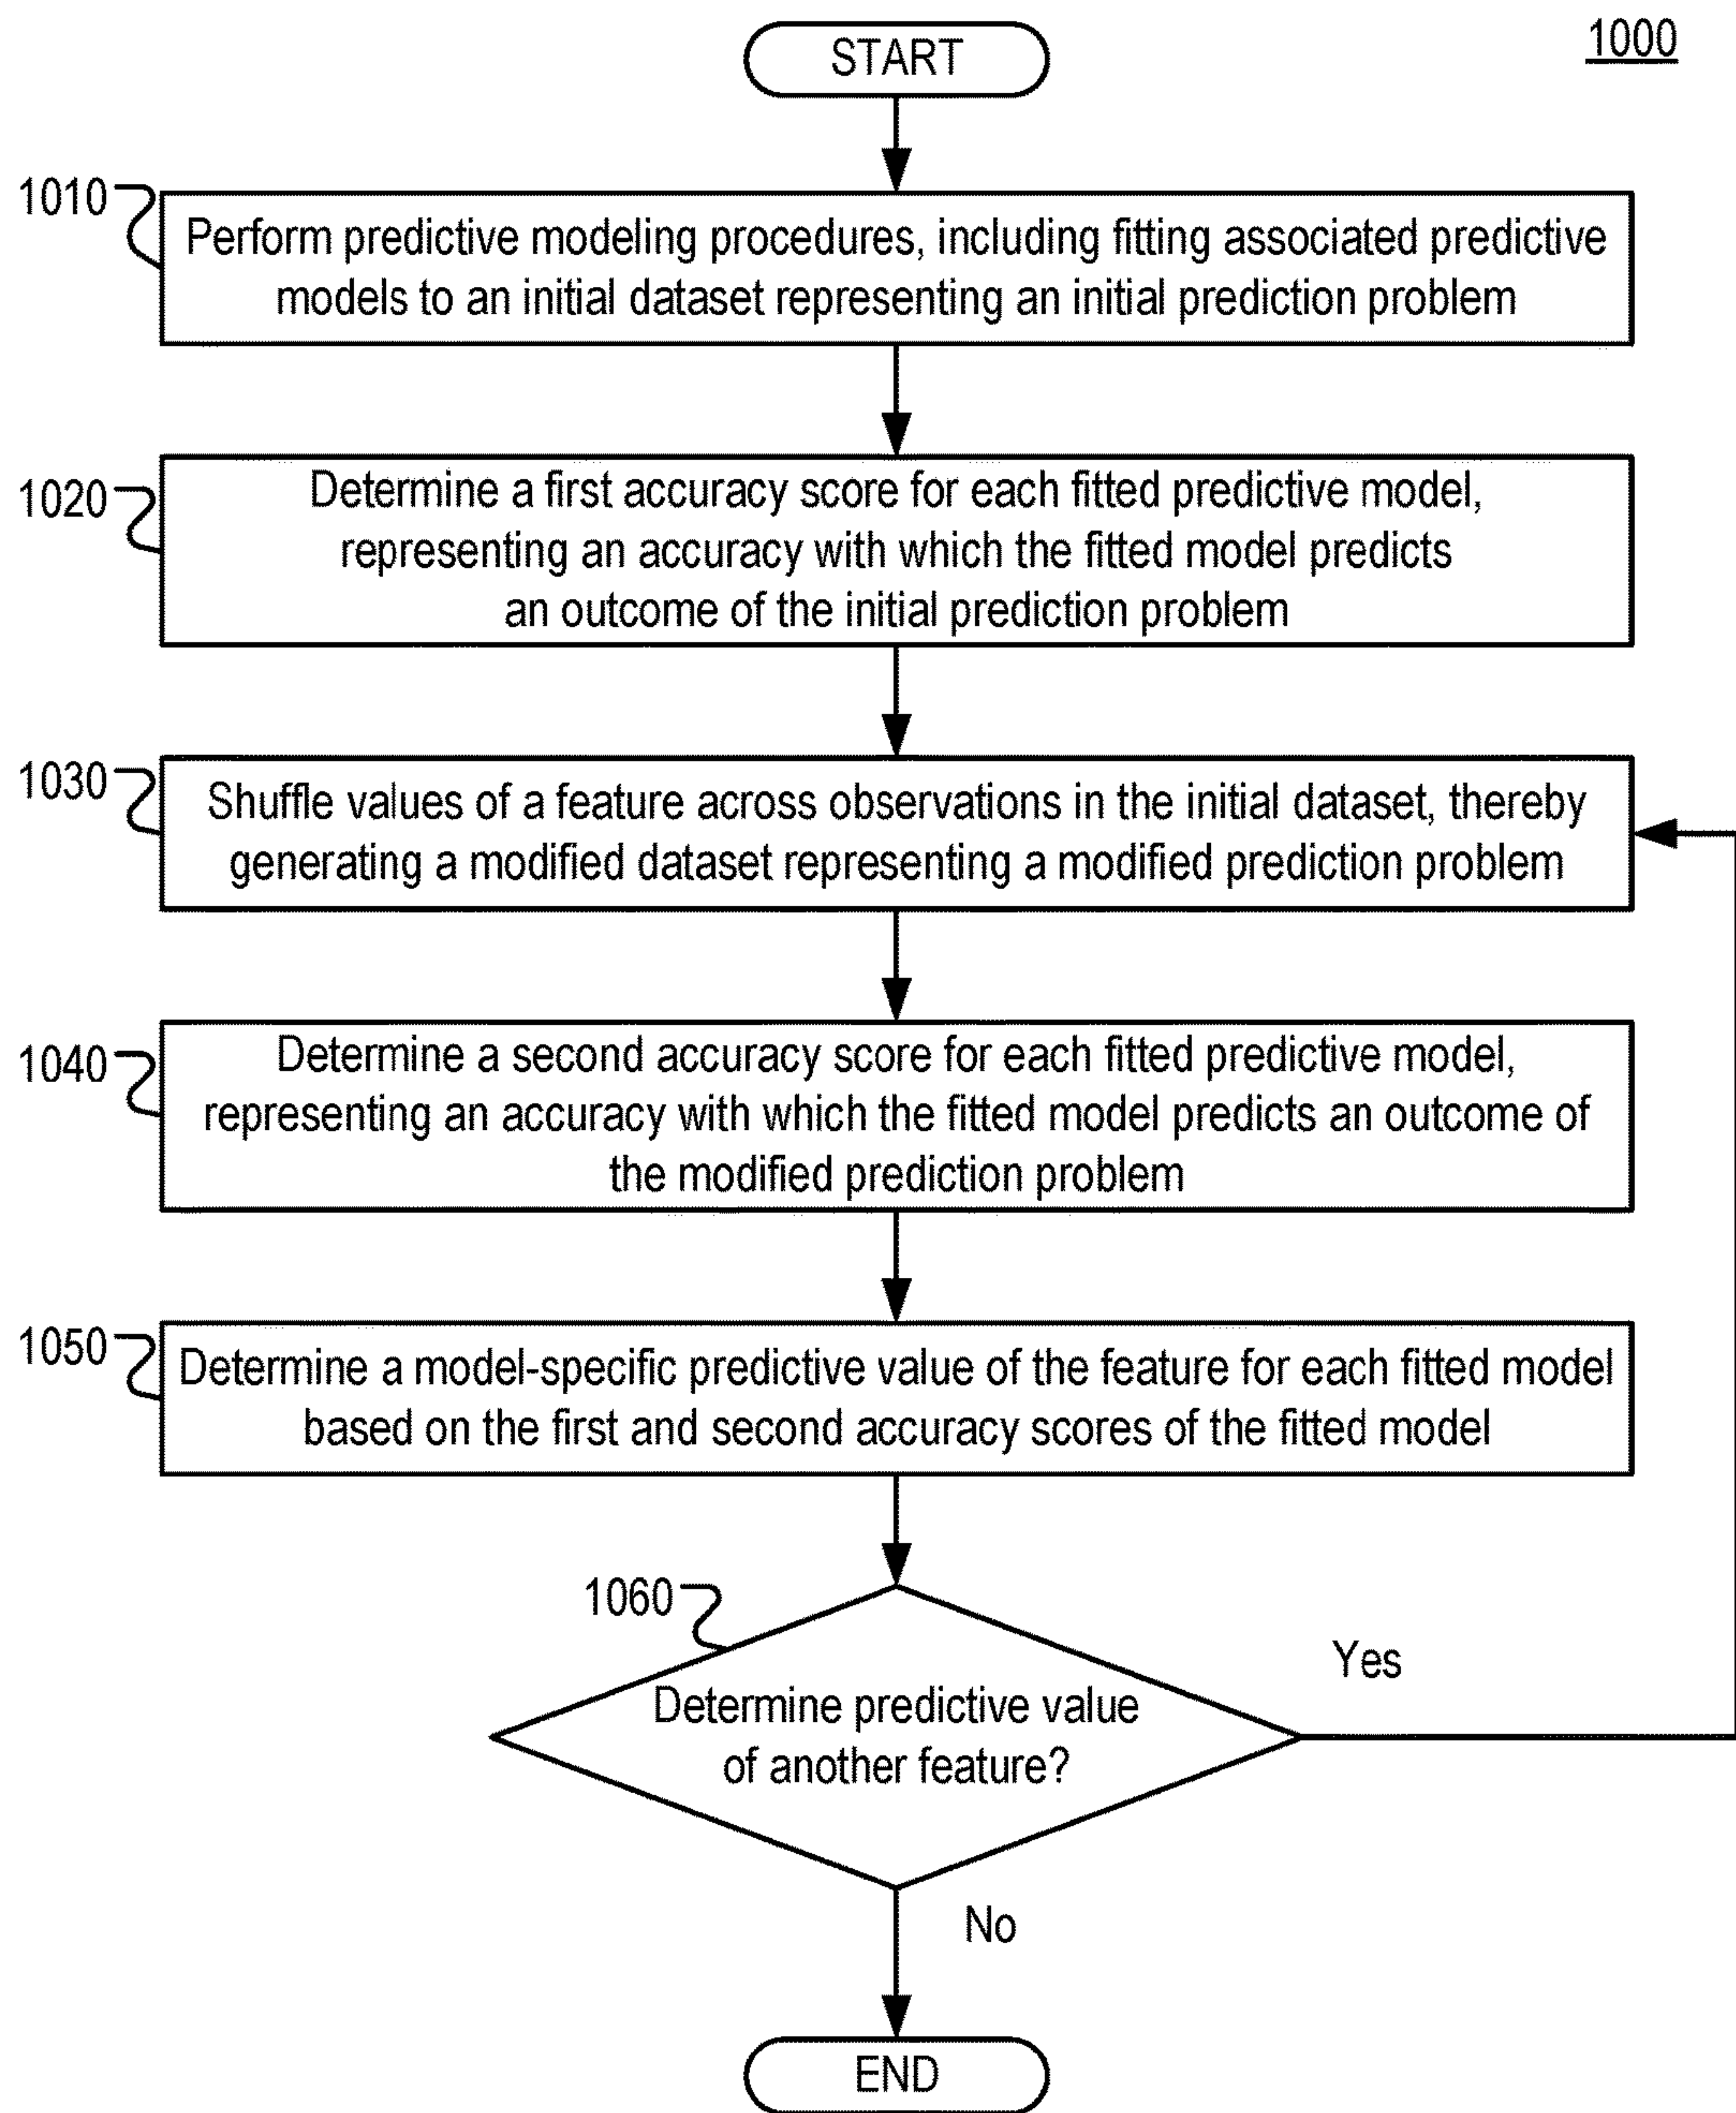 1000
START
1010
Perform predictive modeling procedures, including fitting associated predictive
models to an initial dataset representing an initial prediction problem
1020
Determine a first accuracy score for each fitted predictive model,
representing an accuracy with which the fitted model predicts
an outcome of the initial prediction problem
1030
Shuffle values of a feature across observations in the initial dataset, thereby
generating a modified dataset representing a modified prediction problem
1040
Determine a second accuracy score for each fitted predictive model,
representing an accuracy with which the fitted model predicts an outcome of
the modified prediction problem
1050
Determine a model-specific predictive value of the feature for each fitted model
based on the first and second accuracy scores of the fitted model
1060
Determine predictive value
of another feature?
Yes
No
END